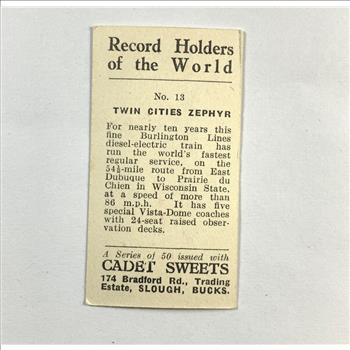 Record Holders
of the World
No. 13
TWIN CITIES ZEPHYR
For nearly ten years this
fine Burlington Lines
diesel-electric train has
run the world's fastest
regular service, on the
54½-mile route from East
Dubuque to Prairie du
Chien in Wisconsin State,
at a speed of more than
86 m.p.h. It has five
special Vista-Dome coaches
with 24-seat raised obser-
vation decks.
A Series of 50 issued with
CADET SWEETS
174 Bradford Rd., Trading
Estate, SLOUGH, BUCKS.